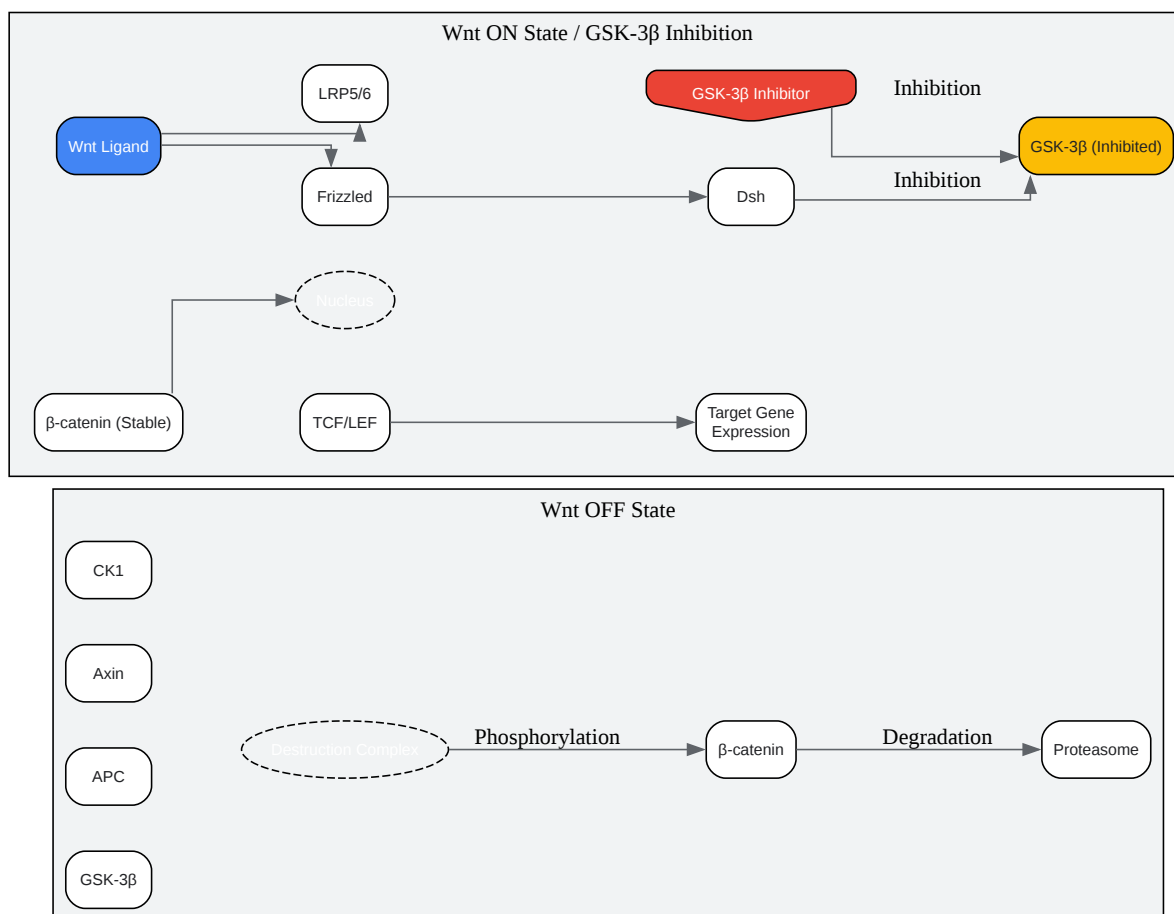 Wnt ON State / GSK-3β Inhibition
LRP5/6
GSK-3β Inhibitor
Inhibition
Wnt Ligand
GSK-3β (Inhibited)
Frizzled
Dsh
Inhibition
Nucleus
β-catenin (Stable)
TCF/LEF
Target Gene
Expression
Wnt OFF State
CK1
Axin
Destruction Complex
Phosphorylation
β-catenin
Degradation
Proteasome
APC
GSK-3β